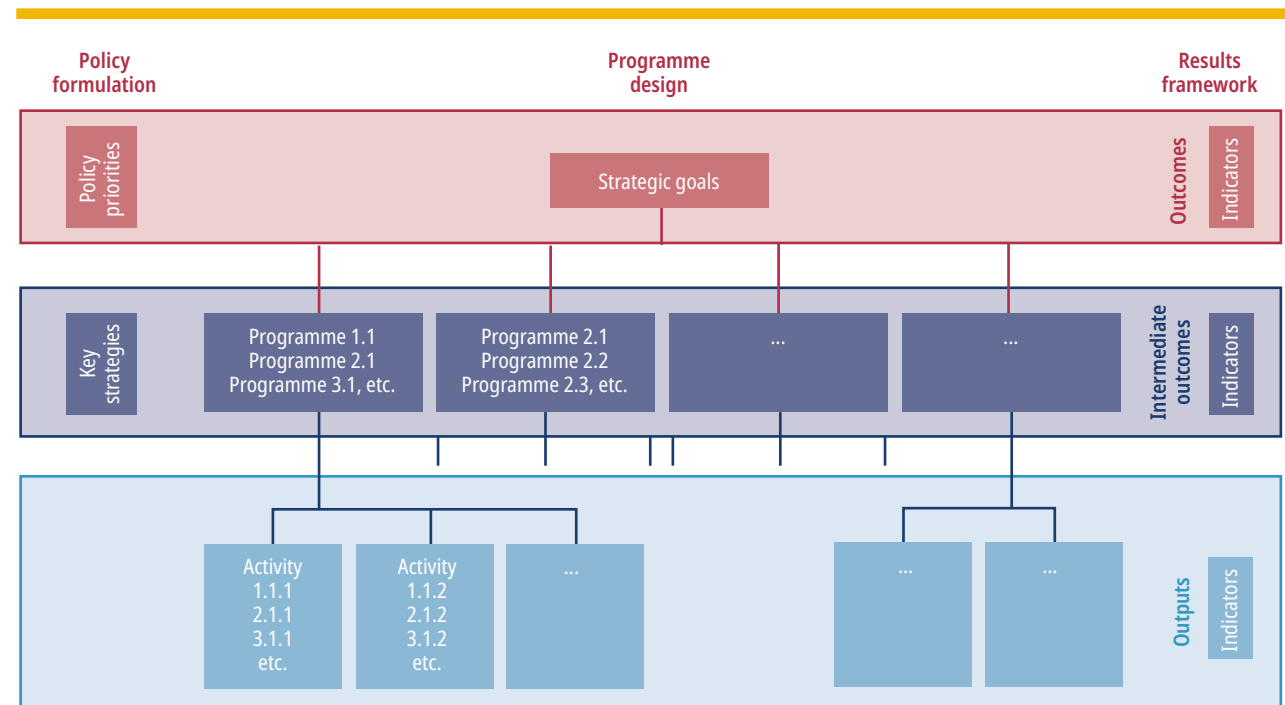 Policy
formulation
Programme
design
Results
framework
Policy
priorities
Strategic goals
Outcomes
Indicators
Key
strategies
Programme 1.1
Programme 2.1
Programme 3.1, etc.
Programme 2.1
Programme 2.2
Programme 2.3, etc.
...
...
Intermediate
outcomes
Indicators
Activity
1.1.1
2.1.1
3.1.1
etc.
Activity
1.1.2
2.1.2
3.1.2
etc.
...
...
...
Outputs
Indicators